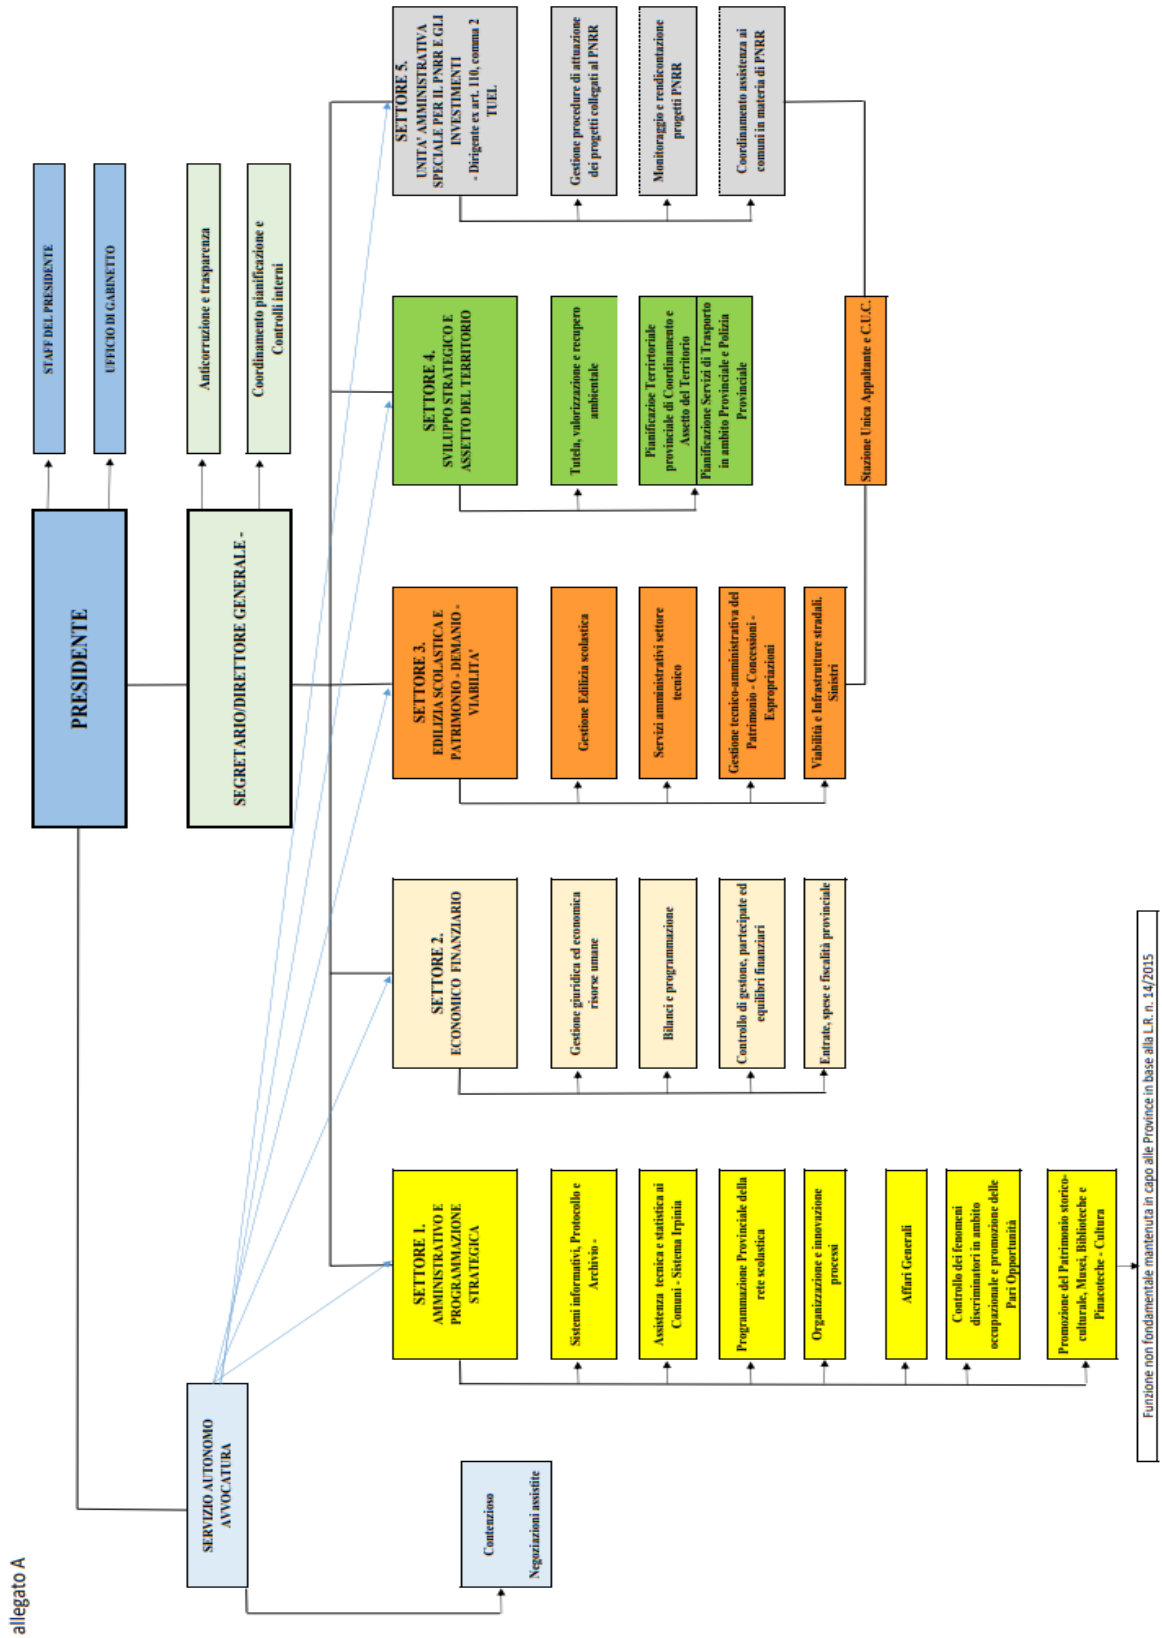 allegato A
PRESIDENTE
STAFF DEL PRESIDENTE
UFFICIO DI GABINETTO
SERVIZIO AUTONOMO
AVVOCATURA
SEGRETARIO/DIRETTORE GENERALE -
Anticorruzione e trasparenza
Coordinamento pianificazione e
Controlli interni
Contenzioso
Negoziazioni assistite
SETTORE 1.
AMMINISTRATIVO E
PROGRAMMAZIONE
STRATEGICA
Sistemi informativi, Protocollo e
Archivio -
Assistenza tecnica e statistica ai
Comuni - Sistema Irpinia
Programmazione Provinciale della
rete scolastica
Organizzazione e innovazione
processi
Affari Generali
Controllo dei fenomeni
discriminatori in ambito
occupazionale e promozione delle
Pari Opportunità
Promozione del Patrimonio storico-
culturale, Musei, Biblioteche e
Pinacoteche - Cultura
Funzione non fondamentale mantenuta in capo alle Province in base alla L.R. n. 14/2015
SETTORE 2.
ECONOMICO FINANZIARIO
Gestione giuridica ed economica
risorse umane
Bilanci e programmazione
Controllo di gestone, partecipate ed
equilibri finanziari
Entrate, spese e fiscalità provinciale
SETTORE 3.
EDILIZIA SCOLASTICA E
PATRIMONIO - DEMANIO -
VIABILITA'
Gestione Edilizia scolastica
Servizi amministrativi settore
tecnico
Gestione tecnico-amministrativa del
Patrimonio - Concessioni -
Espropriazioni
Viabilità e Infrastrutture stradali.
Sinistri
SETTORE 4.
SVILUPPO STRATEGICO E
ASSETTO DEL TERRITORIO
Tutela, valorizzazione e recupero
ambientale
Pianificazioe Terrirtoriale
provinciale di Coordinamento e
Assetto del Territorio
Pianificazione Servizi di Trasporto
in ambito Provinciale e Polizia
Provinciale
SETTORE 5.
UNITA' AMMINISTRATIVA
SPECIALE PER IL PNRR E GLI
INVESTIMENTI
- Dirigente ex art. 110, comma 2
TUEL
Gestione procedure di attuazione
dei progetti collegati al PNRR
Monitoraggio e rendicontazione
progetti PNRR
Coordinamento assistenza ai
comuni in materia di PNRR
Stazione Unica Appaltante e C.U.C.